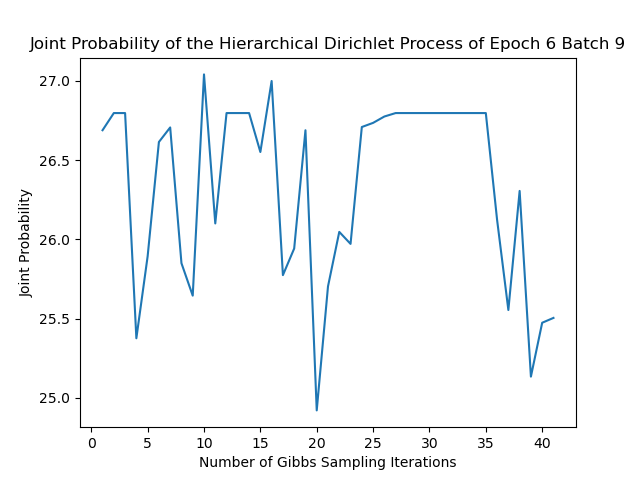 Joint Probability of the Hierarchical Dirichlet Process of Epoch 6 Batch 9
27.0
26.5
26.0
25.5
25.0
Joint Probability
0 5 10 15 20 25 30 35 40
Number of Gibbs Sampling Iterations